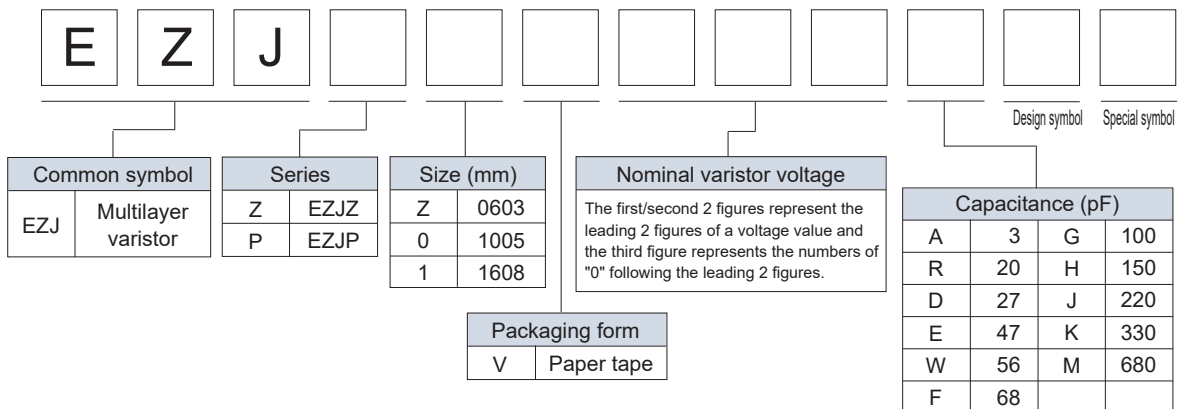 E Z J
Design symbol Special symbol
Common symbol
EZJ Multilayer
varistor
Series
Z EZJZ
P EZJP
Size (mm)
Z 0603
0 1005
1 1608
Packaging form
V Paper tape
Nominal varistor voltage
The first/second 2 figures represent the
leading 2 figures of a voltage value and
the third figure represents the numbers of
"0" following the leading 2 figures.
Capacitance (pF)
A 3 G 100
R 20 H 150
D 27 J 220
E 47 K 330
W 56 M 680
F 68